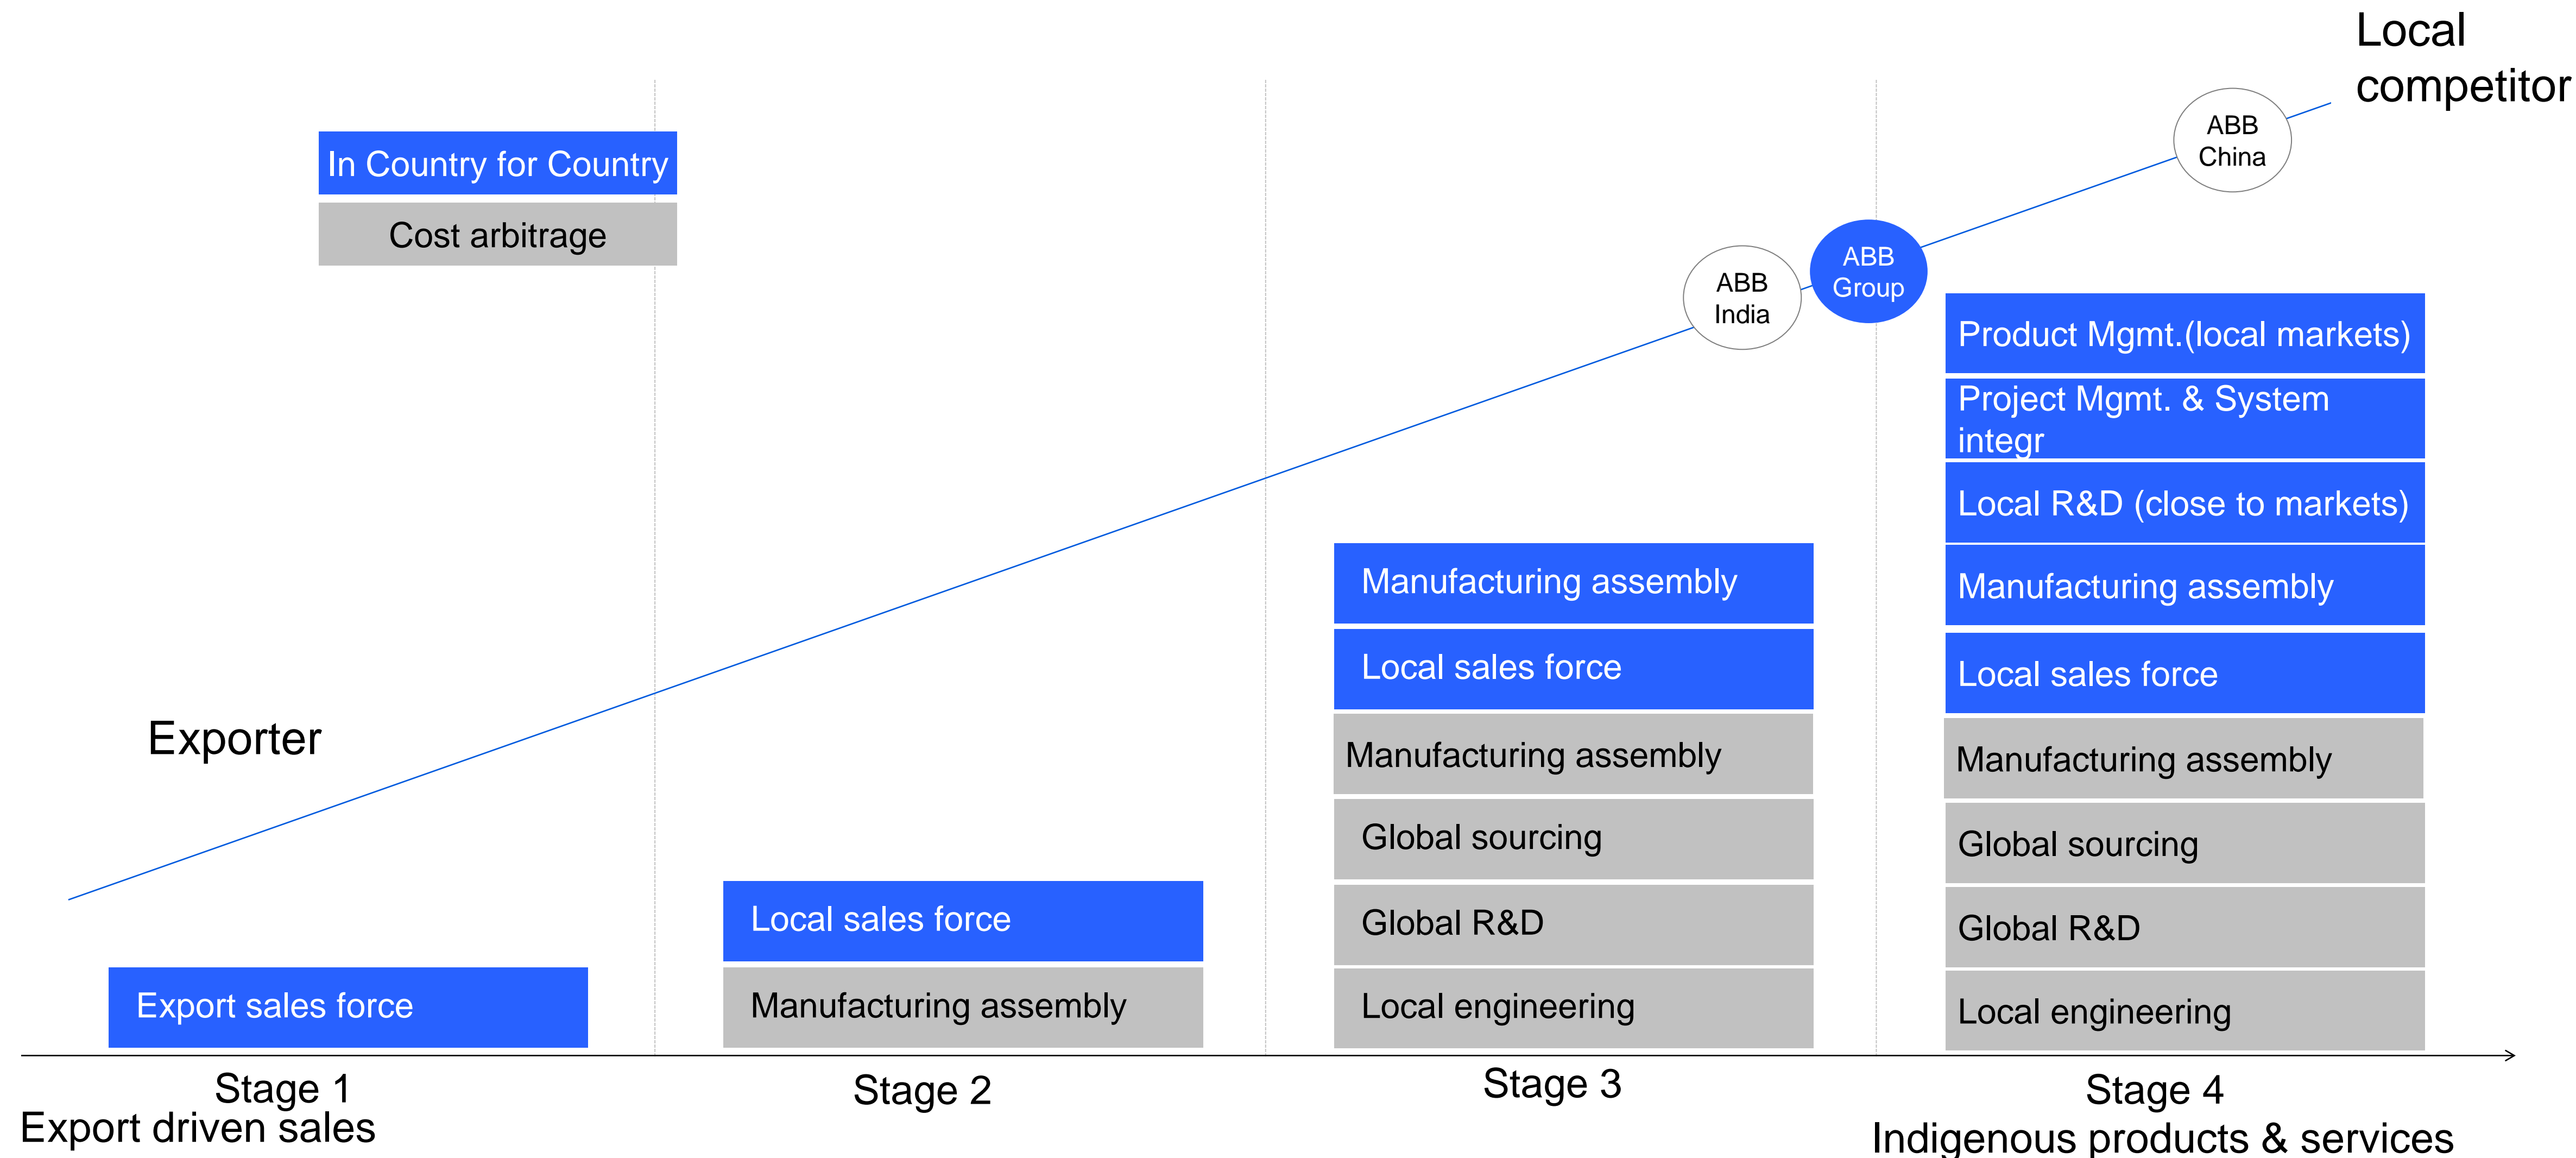 Local
competitor
ABB
China
In Country for Country
Cost arbitrage
ABB
Group
ABB
India
Exporter
Export sales force
Local sales force
Manufacturing assembly
Manufacturing assembly
Local sales force
Manufacturing assembly
Global sourcing
Global R&D
Local engineering
Product Mgmt.(local markets)
Project Mgmt. & System
integr
Local R&D (close to markets)
Manufacturing assembly
Local sales force
Manufacturing assembly
Global sourcing
Global R&D
Local engineering
Stage 1
Export driven sales
Stage 2
Stage 3
Stage 4
Indigenous products & services